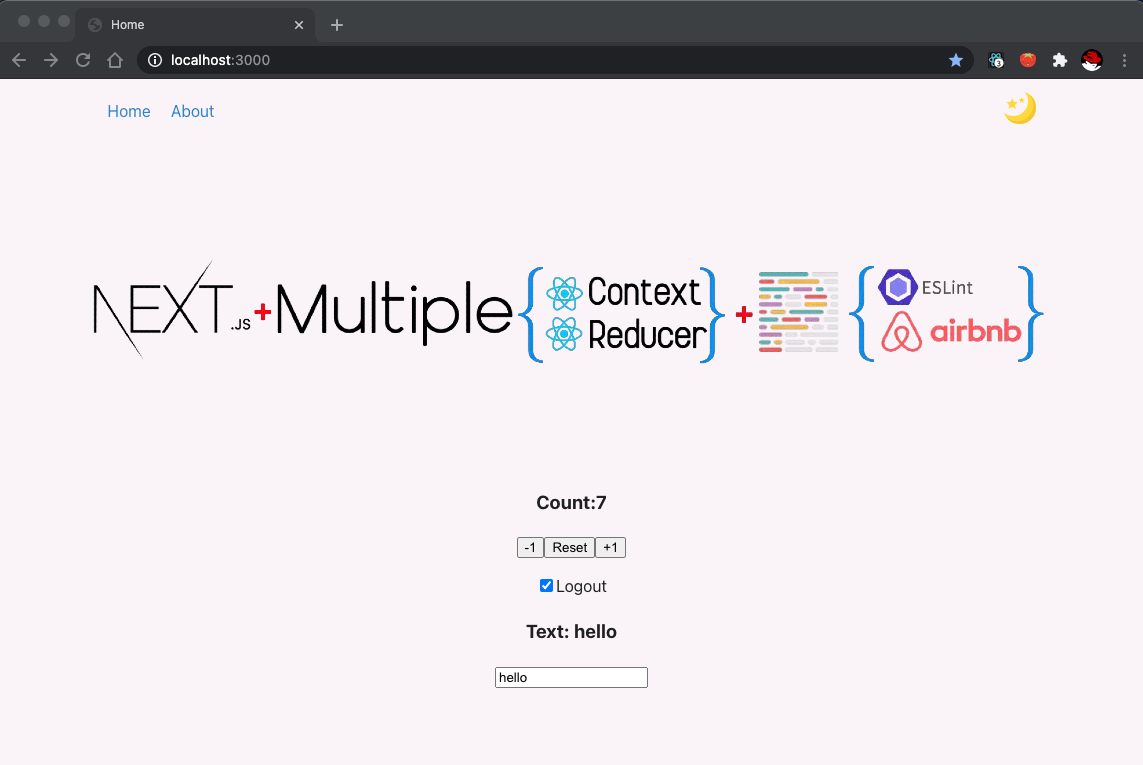 Home
localhost:3000
3
Home About
NEXT.JS + Multiple { Context + { ESLint
Reducer } airbnb }
Count:7
-1 Reset +1
Logout
Text: hello
hello